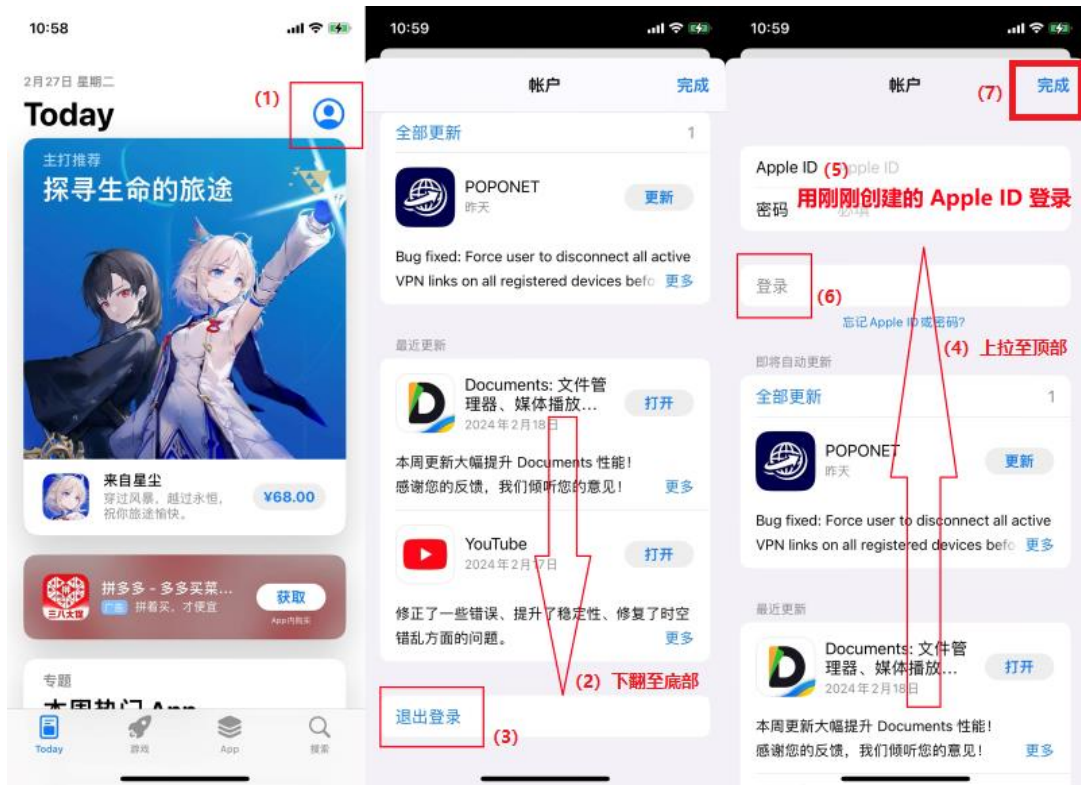 10:58
2月27日 星期二
Today
(1)
主打推荐
探寻生命的旅途
来自星尘
穿过风暴，越过永恒，
祝你旅途愉快。
¥68.00
三八大促
拼多多 - 多多买菜...
广告 拼着买，才便宜
获取
App内购买
专题
本周热门 App
Today
游戏
App
搜索
10:59
帐户
完成
全部更新
1
POPONET
昨天
更新
Bug fixed: Force user to disconnect all active
VPN links on all registered devices befo
更多
最近更新
Documents: 文件管
理器、媒体播放...
2024年2月18日
打开
本周更新大幅提升 Documents 性能！
感谢您的反馈，我们倾听您的意见！
更多
YouTube
2024年2月17日
打开
修正了一些错误、提升了稳定性、修复了时空
错乱方面的问题。
更多
(2) 下翻至底部
退出登录
(3)
10:59
帐户
(7)
完成
Apple ID
(5)
Apple ID
密码
必填
用刚刚创建的 Apple ID 登录
登录
(6)
忘记 Apple ID 或密码?
(4) 上拉至顶部
即将自动更新
全部更新
1
POPONET
昨天
更新
Bug fixed: Force user to disconnect all active
VPN links on all registered devices befo
更多
最近更新
Documents: 文件管
理器、媒体播放...
2024年2月18日
打开
本周更新大幅提升 Documents 性能！
感谢您的反馈，我们倾听您的意见！
更多